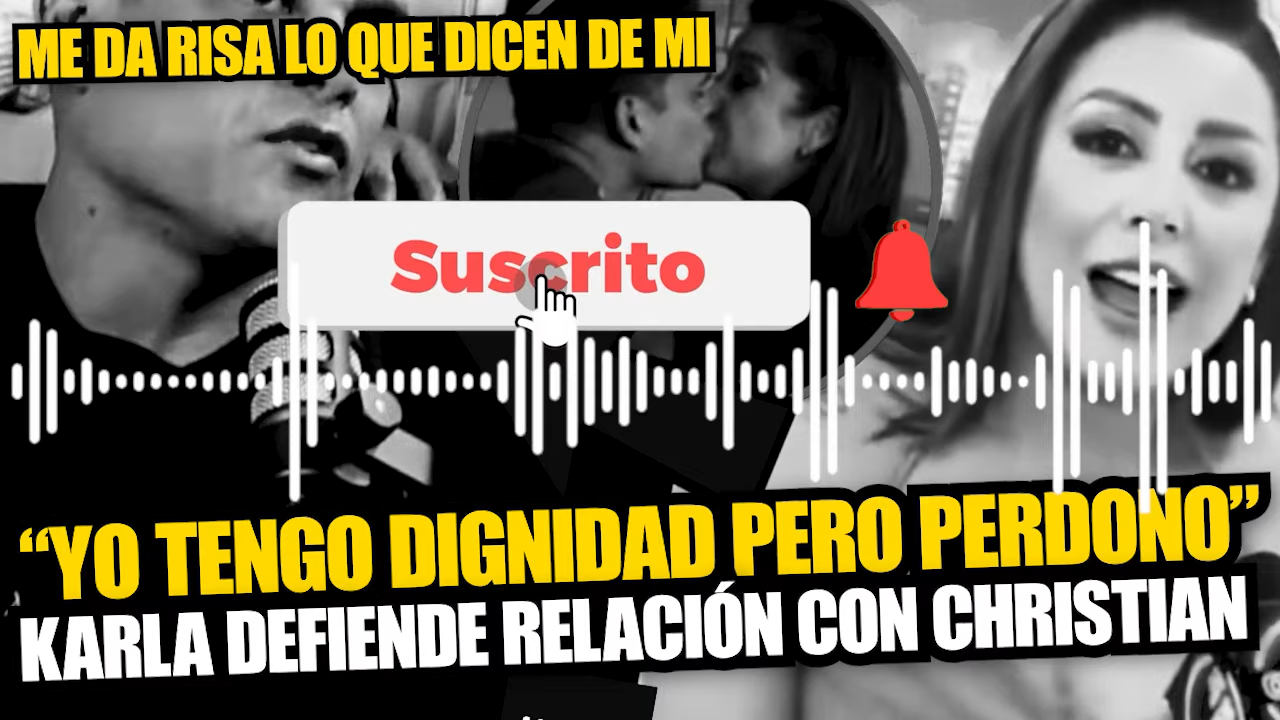 ME DA RISA LO QUE DICEN DE MI
Suscrito
“YO TENGO DIGNIDAD PERO PERDONO”
KARLA DEFIENDE RELACIÓN CON CHRISTIAN